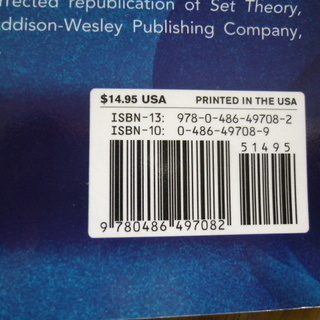 rrected republication of Set Theory,
ddison-Wesley Publishing Company,
$14.95 USA PRINTED IN THE USA
ISBN-13: 978-0-486-49708-2
ISBN-10: 0-486-49708-9
51495
9 780486 497082